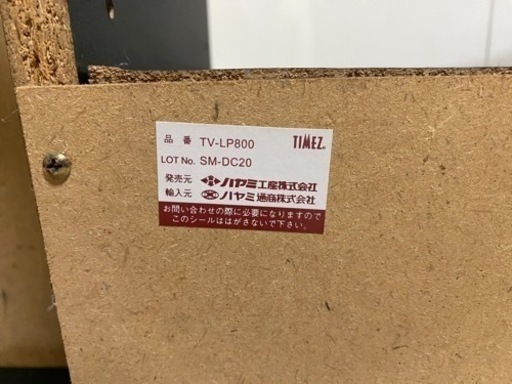 品番 TV-LP800 TIMEZ
LOT No. SM-DC20
発売元 ハヤミ工産株式会社
輸入元 ハヤミ通商株式会社
お問い合わせの際に必要になりますので
このシールははがさないで下さい。